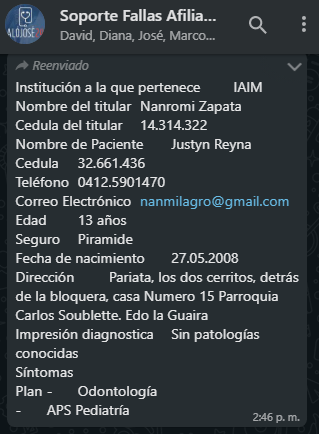 Soporte Fallas Afilia...
David, Diana, José, Marco...
ALOJOSE
Reenviado
Institución a la que pertenece IAIM
Nombre del titular Nanromi Zapata
Cedula del titular 14.314.322
Nombre de Paciente Justyn Reyna
Cedula 32.661.436
Teléfono 0412.5901470
Correo Electrónico nanmilagro@gmail.com
Edad 13 años
Seguro Piramide
Fecha de nacimiento 27.05.2008
Dirección Pariata, los dos cerritos, detrás
de la bloquera, casa Numero 15 Parroquia
Carlos Soublette. Edo la Guaira
Impresión diagnostica Sin patologías
conocidas
Síntomas
Plan - Odontología
- APS Pediatría
2:46 p. m.